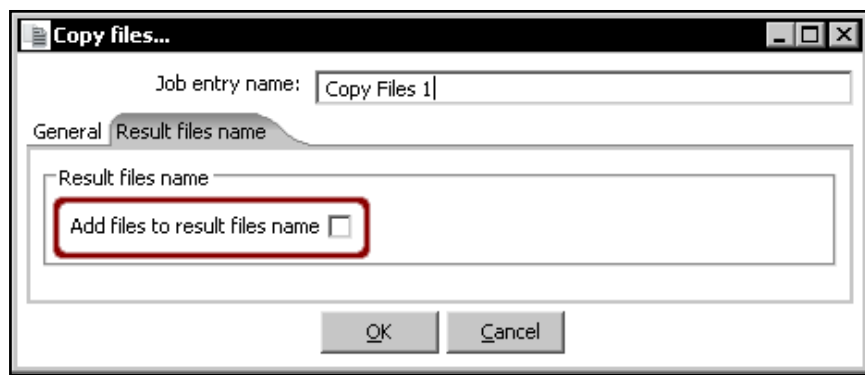 Copy files...
Job entry name: Copy Files 1
General Result files name
Result files name
Add files to result files name
OK Cancel